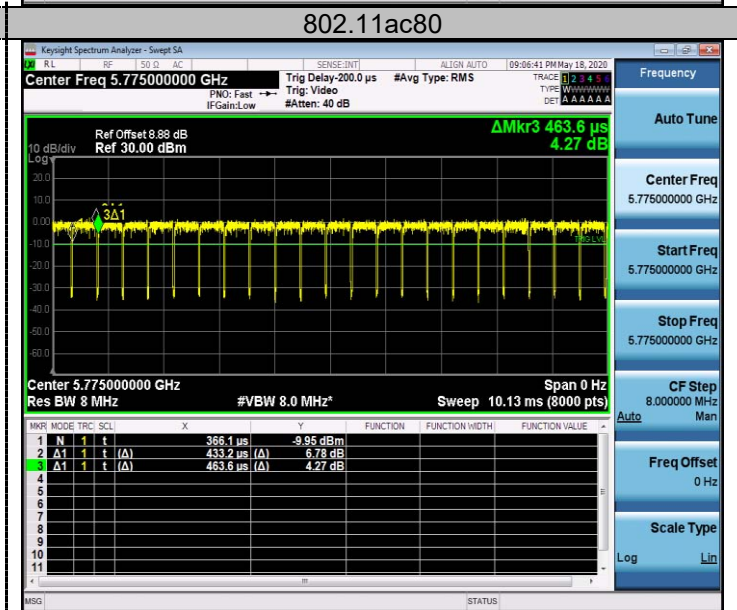 802.11ac80
Keysight Spectrum Analyzer - Swept SA
RL RF 50 Ω AC SENSE:INT ALIGN AUTO 09:06:41 PM May 18, 2020
Center Freq 5.775000000 GHz Trig Delay-200.0 µs #Avg Type: RMS TRACE 1 2 3 4 5 6
PNO: Fast Trig: Video TYPE WWWWWW
IFGain:Low #Atten: 40 dB DET A A A A A A
Frequency
Auto Tune
Ref Offset 8.88 dB ΔMkr3 463.6 µs
10 dB/div Ref 30.00 dBm 4.27 dB
Log
20.0
10.0
3Δ1
0.00
TRIG LVL
-10.0
-20.0
-30.0
-40.0
-50.0
-60.0
Center 5.775000000 GHz Span 0 Hz
Res BW 8 MHz #VBW 8.0 MHz* Sweep 10.13 ms (8000 pts)
Center Freq
5.775000000 GHz
Start Freq
5.775000000 GHz
Stop Freq
5.775000000 GHz
CF Step
8.000000 MHz
Auto Man
Freq Offset
0 Hz
Scale Type
Log Lin
MKR MODE TRC SCL X Y FUNCTION FUNCTION WIDTH FUNCTION VALUE
1 N 1 t 366.1 µs -9.95 dBm
2 Δ1 1 t (Δ) 433.2 µs (Δ) 6.78 dB
3 Δ1 1 t (Δ) 463.6 µs (Δ) 4.27 dB
4
5
6
7
8
9
10
11
MSG STATUS